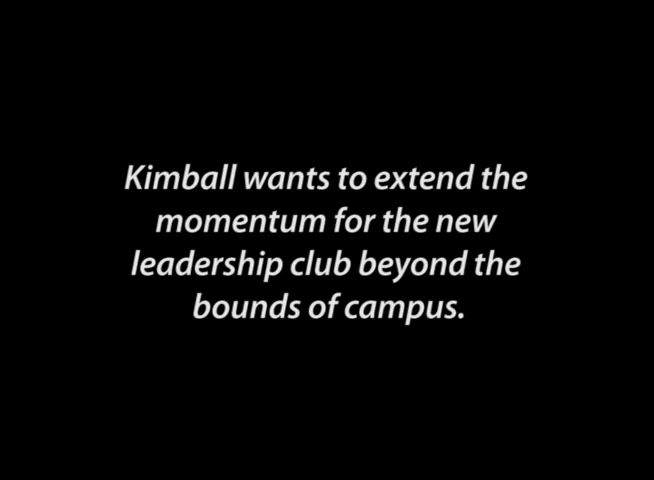 Kimball wants to extend the
momentum for the new
leadership club beyond the
bounds of campus.